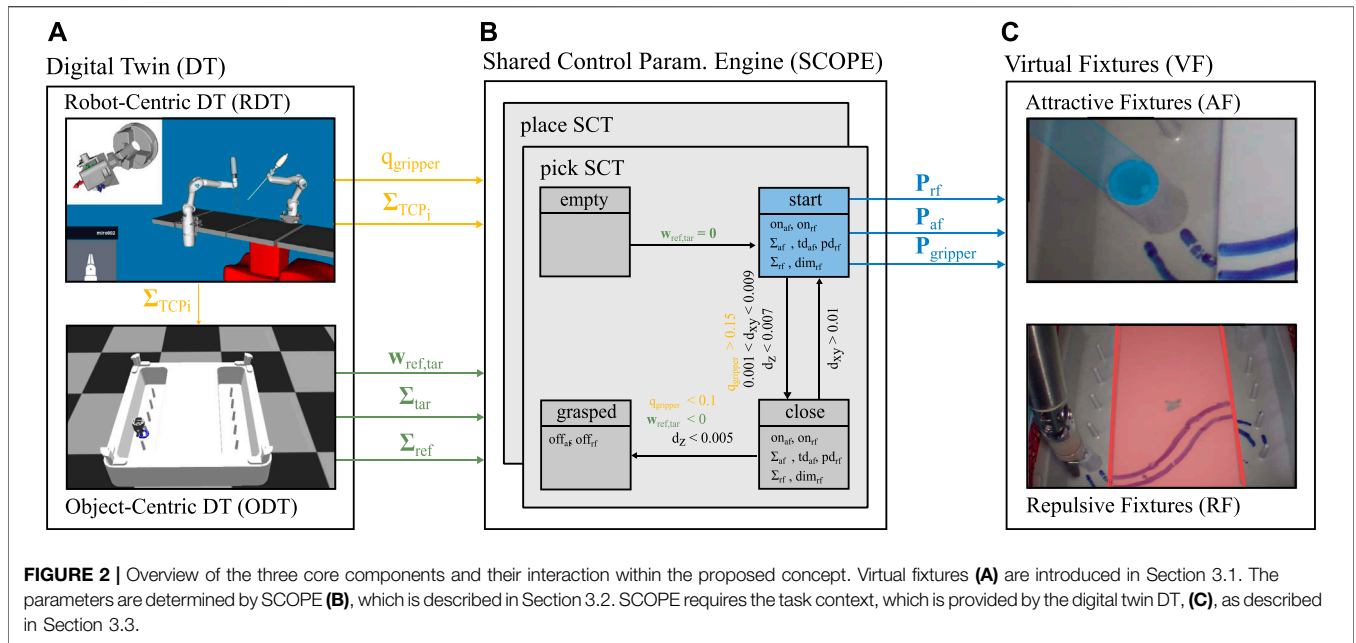 A
B
C
Digital Twin (DT)
Shared Control Param. Engine (SCOPE)
Virtual Fixtures (VF)
Robot-Centric DT (RDT)
q_gripper
Σ_TCPi
Σ_TCPi
w_ref,tar
Σ_tar
Σ_ref
Object-Centric DT (ODT)
place SCT
pick SCT
empty
w_ref,tar = 0
start
on_af, on_rf
Σ_af , td_af, pd_rf
Σ_rf , dim_rf
q_gripper > 0.15
0.001 < d_xy < 0.009
d_z < 0.007
d_xy > 0.01
grasped
off_af, off_rf
q_gripper < 0.1
w_ref,tar < 0
d_z < 0.005
close
on_af, on_rf
Σ_af , td_af, pd_rf
Σ_rf , dim_rf
P_rf
P_af
P_gripper
Attractive Fixtures (AF)
Repulsive Fixtures (RF)
FIGURE 2 | Overview of the three core components and their interaction within the proposed concept. Virtual fixtures (A) are introduced in Section 3.1. The
parameters are determined by SCOPE (B), which is described in Section 3.2. SCOPE requires the task context, which is provided by the digital twin DT, (C), as described
in Section 3.3.